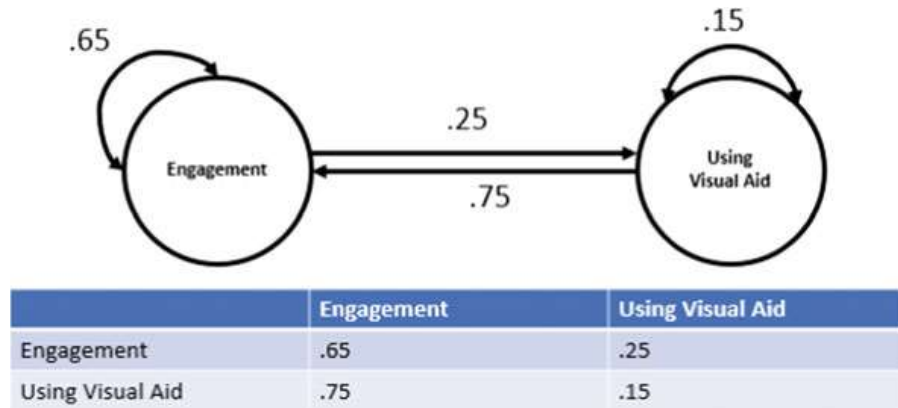 .65
.15
.25
Engagement
Using
Visual Aid
.75
Engagement Using Visual Aid
Engagement .65 .25
Using Visual Aid .75 .15